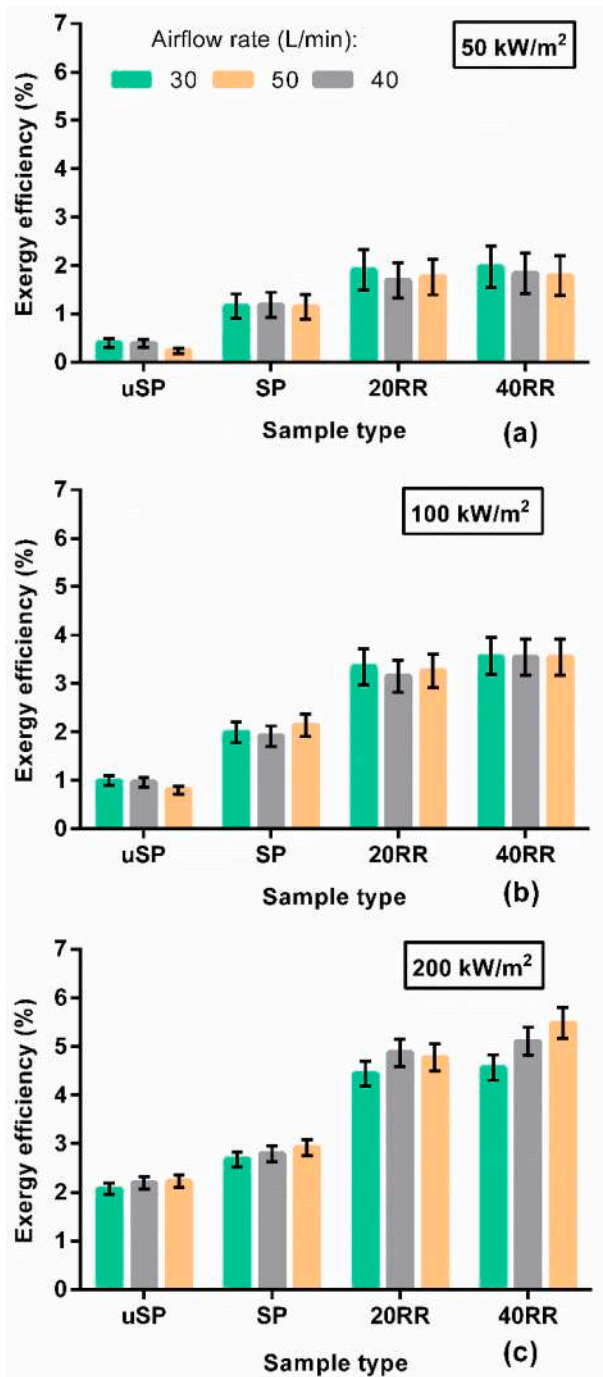 Airflow rate (L/min):
50 kW/m²
30 50 40
Exergy efficiency (%)
7
6
5
4
3
2
1
0
uSP SP 20RR 40RR
Sample type (a)
100 kW/m²
Exergy efficiency (%)
7
6
5
4
3
2
1
0
uSP SP 20RR 40RR
Sample type (b)
200 kW/m²
Exergy efficiency (%)
7
6
5
4
3
2
1
0
uSP SP 20RR 40RR
Sample type (c)